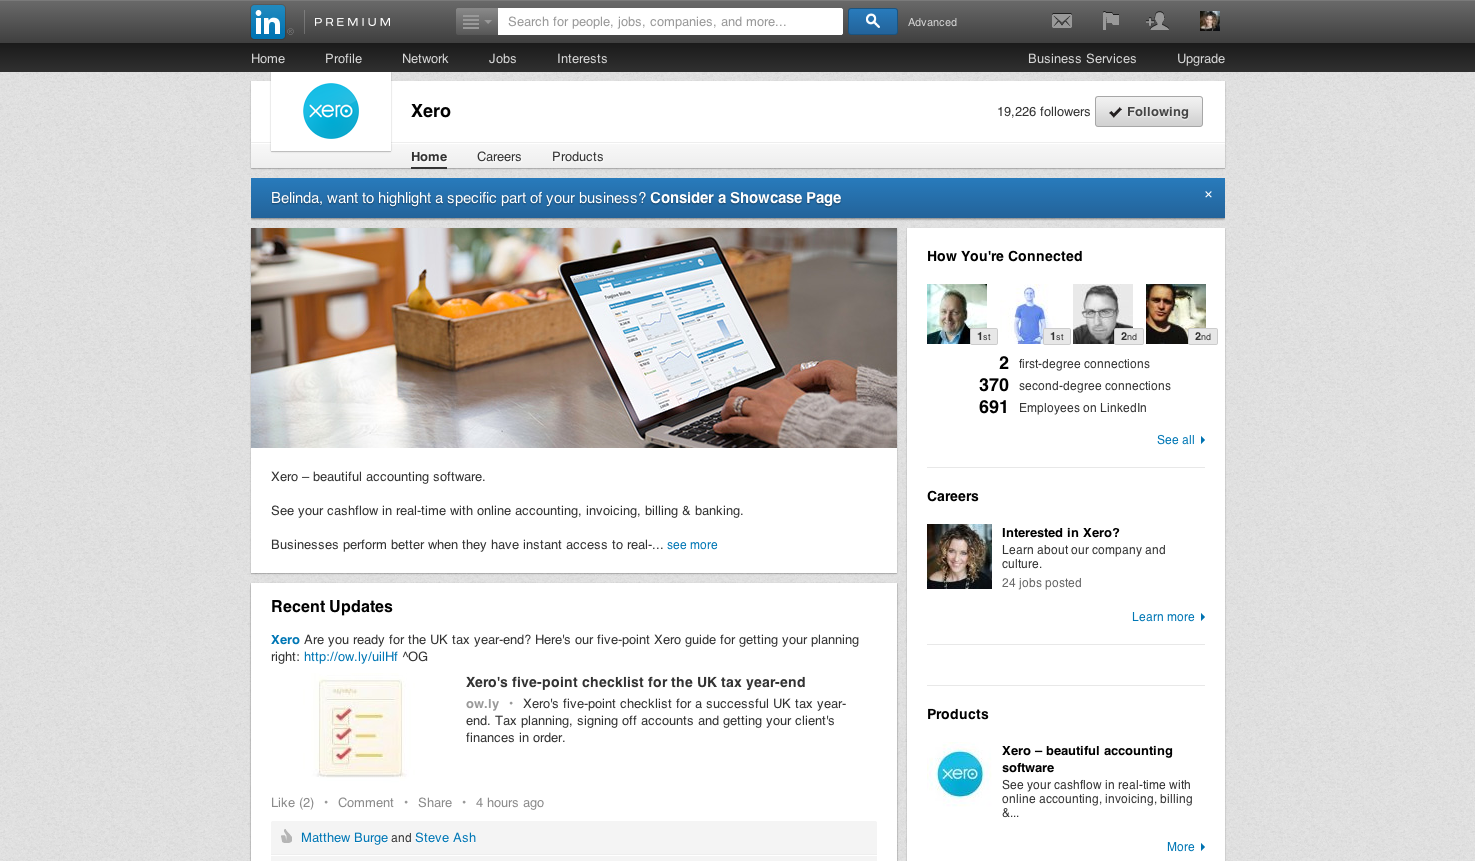 in PREMIUM Search for people, jobs, companies, and more... Advanced
Home Profile Network Jobs Interests Business Services Upgrade
xero
Xero
19,226 followers Following
Home Careers Products
Belinda, want to highlight a specific part of your business? Consider a Showcase Page ×
Xero – beautiful accounting software.
See your cashflow in real-time with online accounting, invoicing, billing & banking.
Businesses perform better when they have instant access to real-... see more
Recent Updates
Xero Are you ready for the UK tax year-end? Here's our five-point Xero guide for getting your planning
right: http://ow.ly/uilHf ^OG
Xero's five-point checklist for the UK tax year-end
ow.ly • Xero's five-point checklist for a successful UK tax year-
end. Tax planning, signing off accounts and getting your client's
finances in order.
Like (2) • Comment • Share • 4 hours ago
Matthew Burge and Steve Ash
How You're Connected
1st 1st 2nd 2nd
2 first-degree connections
370 second-degree connections
691 Employees on LinkedIn
See all
Careers
Interested in Xero?
Learn about our company and
culture.
24 jobs posted
Learn more
Products
xero
Xero – beautiful accounting
software
See your cashflow in real-time with
online accounting, invoicing, billing
&...
More